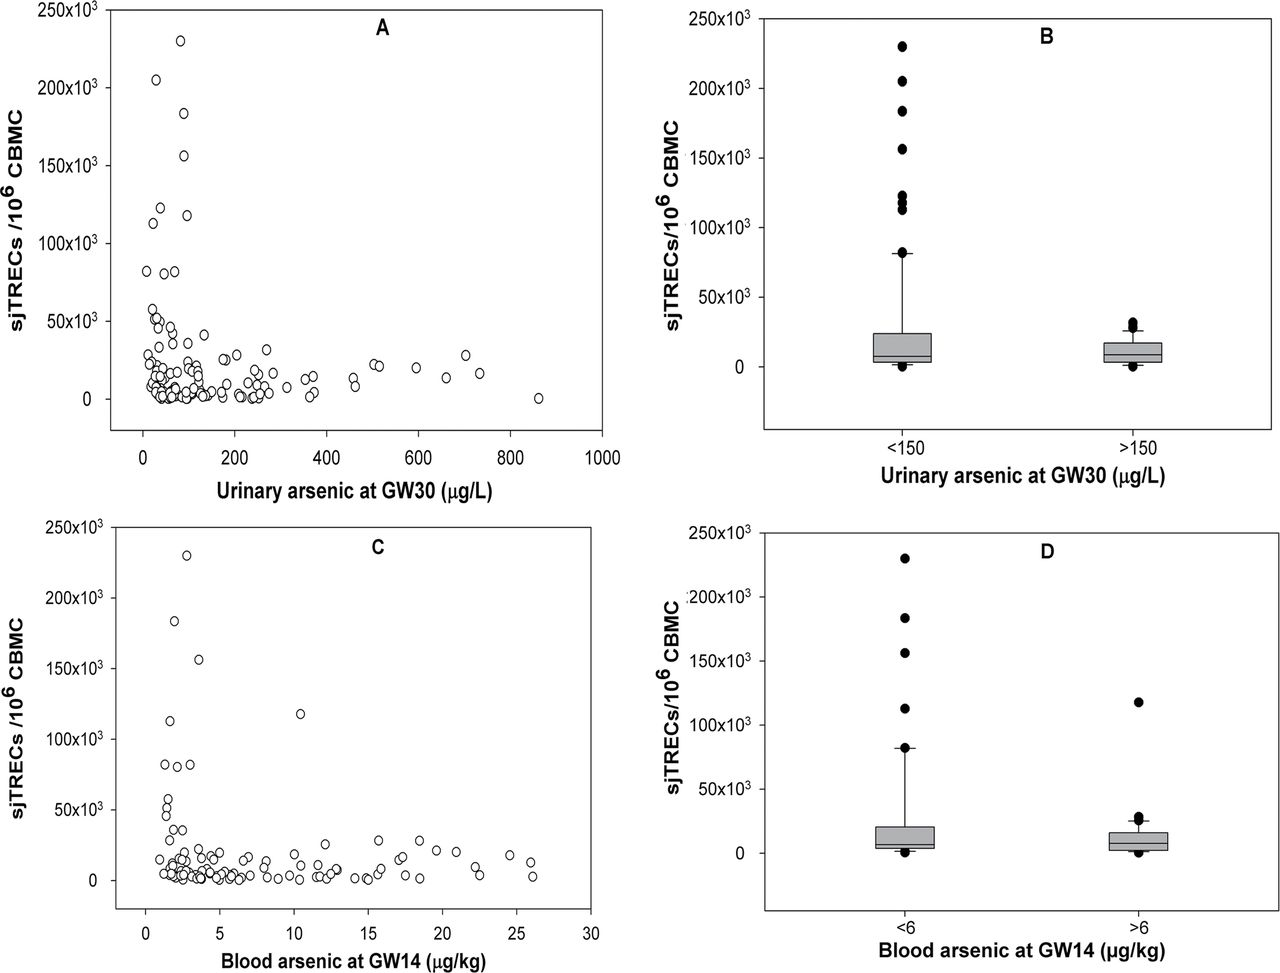 A
250x10³
200x10³
150x10³
100x10³
50x10³
0
sjTRECs /10⁶ CBMC
0 200 400 600 800 1000
Urinary arsenic at GW30 (μg/L)
B
250x10³
200x10³
150x10³
100x10³
50x10³
0
sjTRECs/10⁶ CBMC
<150 >150
Urinary arsenic at GW30 (μg/L)
C
250x10³
200x10³
150x10³
100x10³
50x10³
0
sjTRECs /10⁶ CBMC
0 5 10 15 20 25 30
Blood arsenic at GW14 (μg/kg)
D
250x10³
200x10³
150x10³
100x10³
50x10³
0
sjTRECs/10⁶ CBMC
<6 >6
Blood arsenic at GW14 (μg/kg)